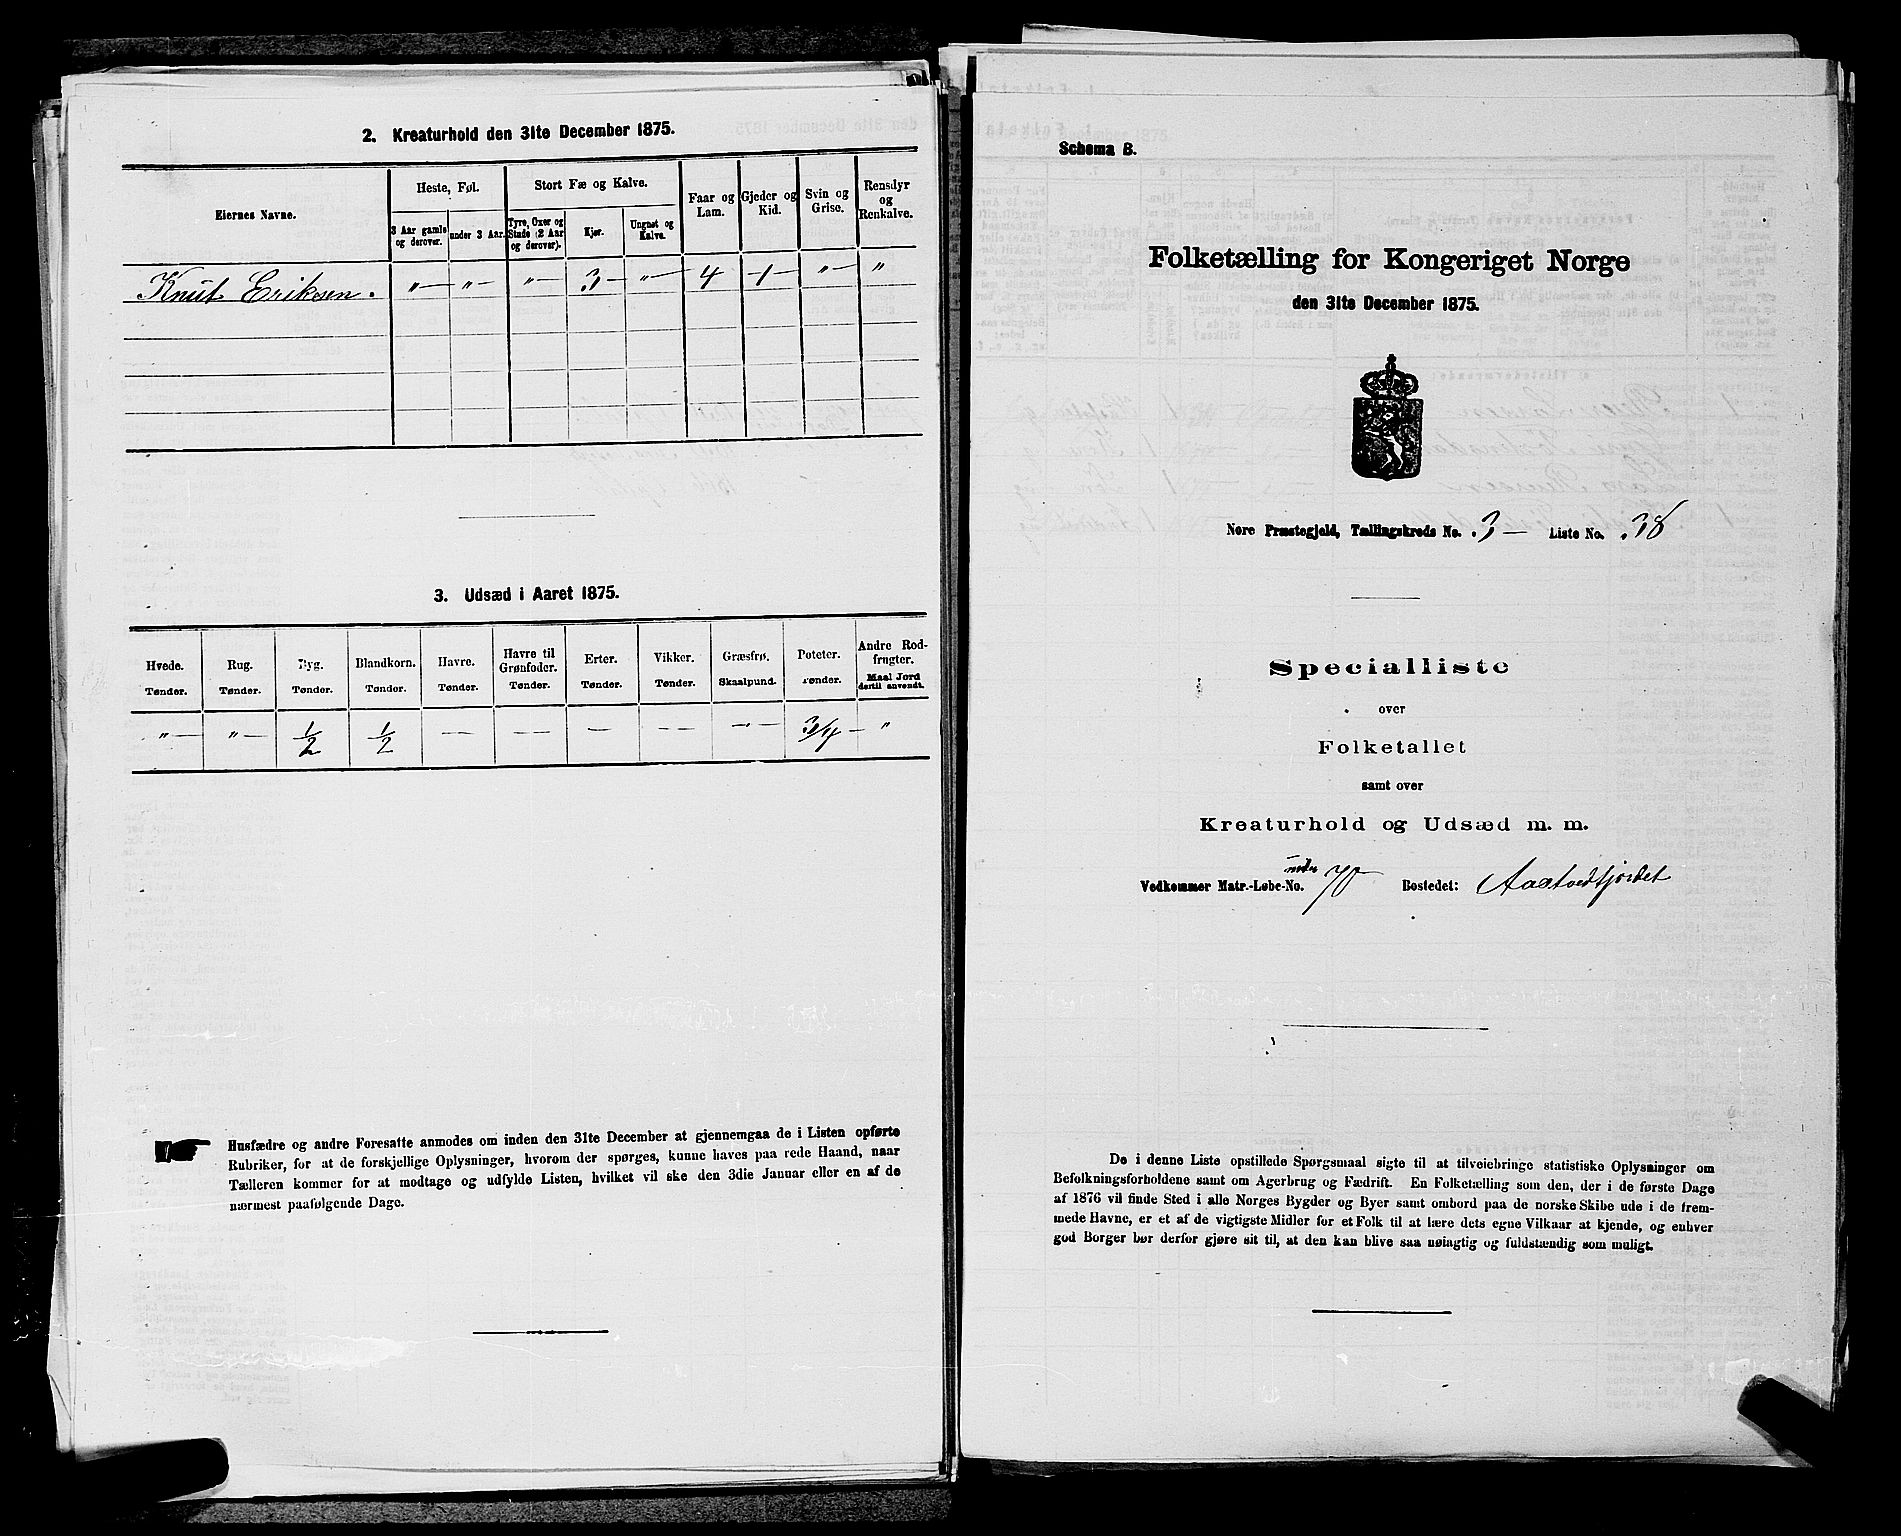 2. Kreaturhold den 31te December 1875.
Eiernes Navne.
Heste, Føl.
3 Aar gamle og derover.
under 3 Aar.
Stort Fæ og Kalve.
Tyre, Oxer og Stude (2 Aar og derover).
Kjør.
Ungnøt og Kalve.
Faar og Lam.
Gjeder og Kid.
Svin og Grise.
Rensdyr og Renkalve.
Knut Eriksen. " — " — " — 3 — " — 4 1 — " — "
3. Udsæd i Aaret 1875.
Hvede. Rug. Byg. Blandkorn. Havre. Havre til Grønfoder. Erter. Vikker. Græsfrø. Poteter. Andre Rodfrugter.
Tønder. Tønder. Tønder. Tønder. Tønder. Tønder. Tønder. Tønder. Skaalpund. Tønder. Maal Jord dertil anvendt.
" — " — 1/2 1/2 — — — — " — 3/4 — "
Husfædre og andre Foresatte anmodes om inden den 31te December at gjennemgaa de i Listen opførte
Rubriker, for at de forskjellige Oplysninger, hvorom der spørges, kunne haves paa rede Haand, naar
Tælleren kommer for at modtage og udfylde Listen, hvilket vil ske den 3die Januar eller en af de
nærmest paafølgende Dage.
Schema B.
Folketælling for Kongeriget Norge
den 31te December 1875.
Nore Præstegjeld, Tællingskreds No. 3 — Liste No. 38
Specialliste
over
Folketallet
samt over
Kreaturhold og Udsæd m. m.
Vedkommer Matr.-Løbe-No. under 70 Bostedet: Aastvedtjordet
De i denne Liste opstillede Spørgsmaal sigte til at tilveiebringe statistiske Oplysninger om
Befolkningsforholdene samt om Agerbrug og Fædrift. En Folketælling som den, der i de første Dage
af 1876 vil finde Sted i alle Norges Bygder og Byer samt ombord paa de norske Skibe ude i de frem-
mede Havne, er et af de vigtigste Midler for et Folk til at lære dets egne Vilkaar at kjende, og enhver
god Borger bør derfor gjøre sit til, at den kan blive saa nøiagtig og fuldstændig som muligt.